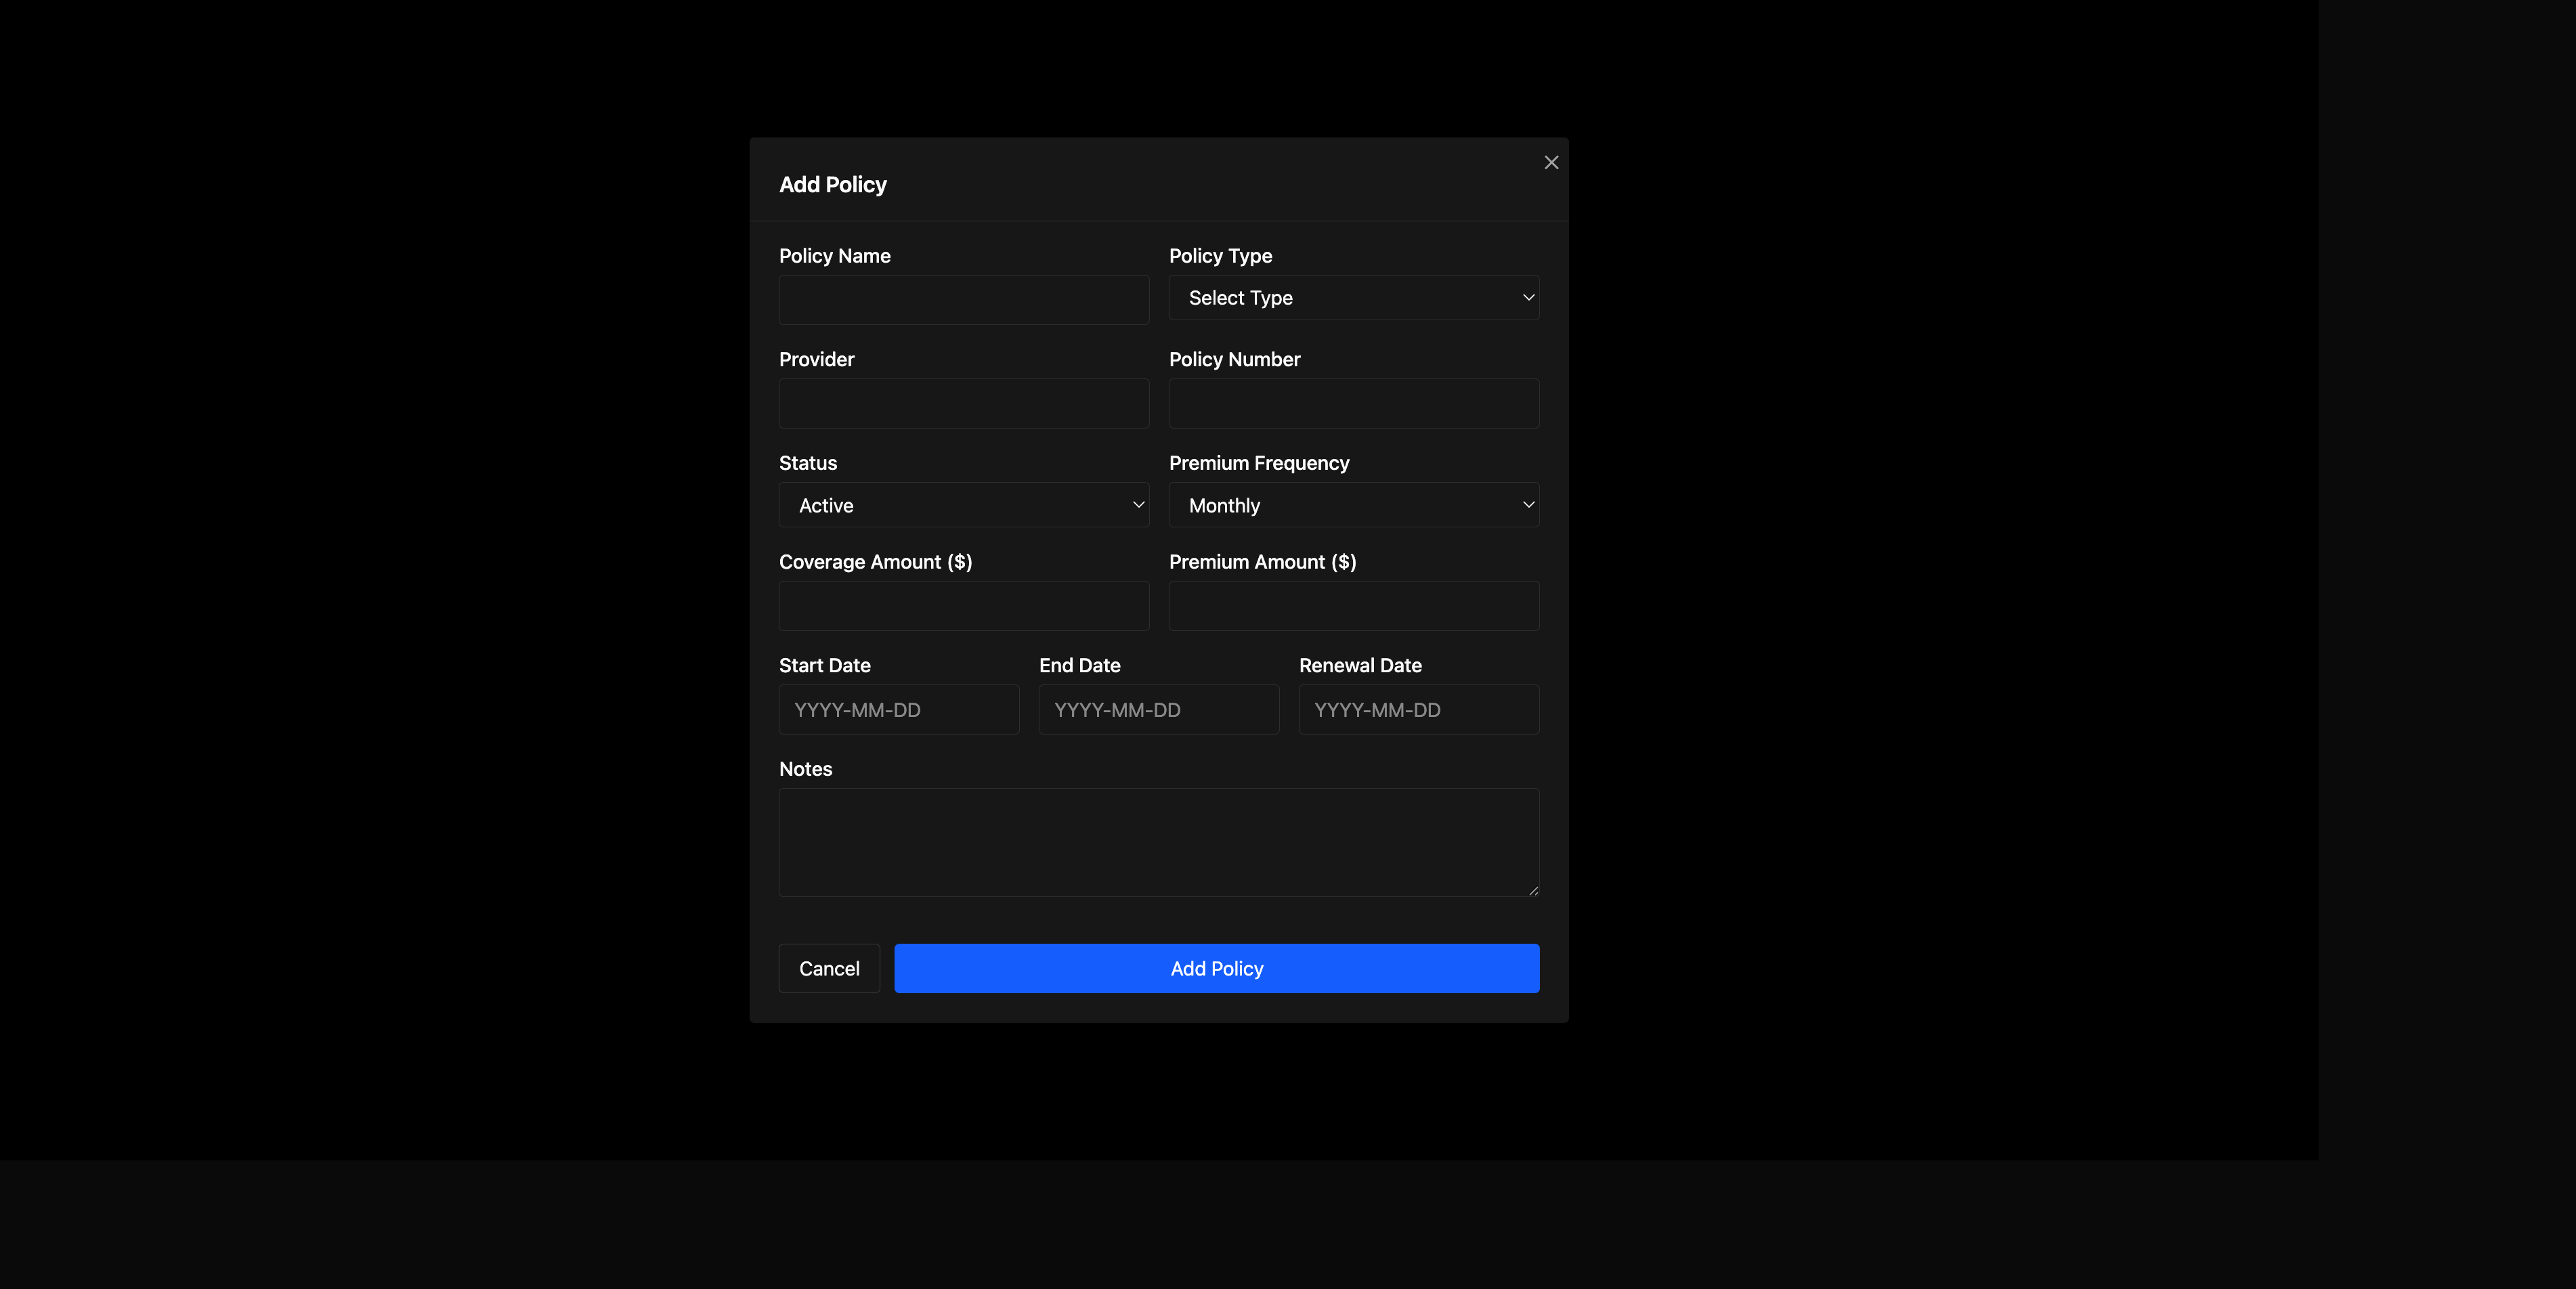 Add Policy
Policy Name
Policy Type
Select Type
Provider
Policy Number
Status
Premium Frequency
Active
Monthly
Coverage Amount ($)
Premium Amount ($)
Start Date
End Date
Renewal Date
YYYY-MM-DD
YYYY-MM-DD
YYYY-MM-DD
Notes
Cancel
Add Policy